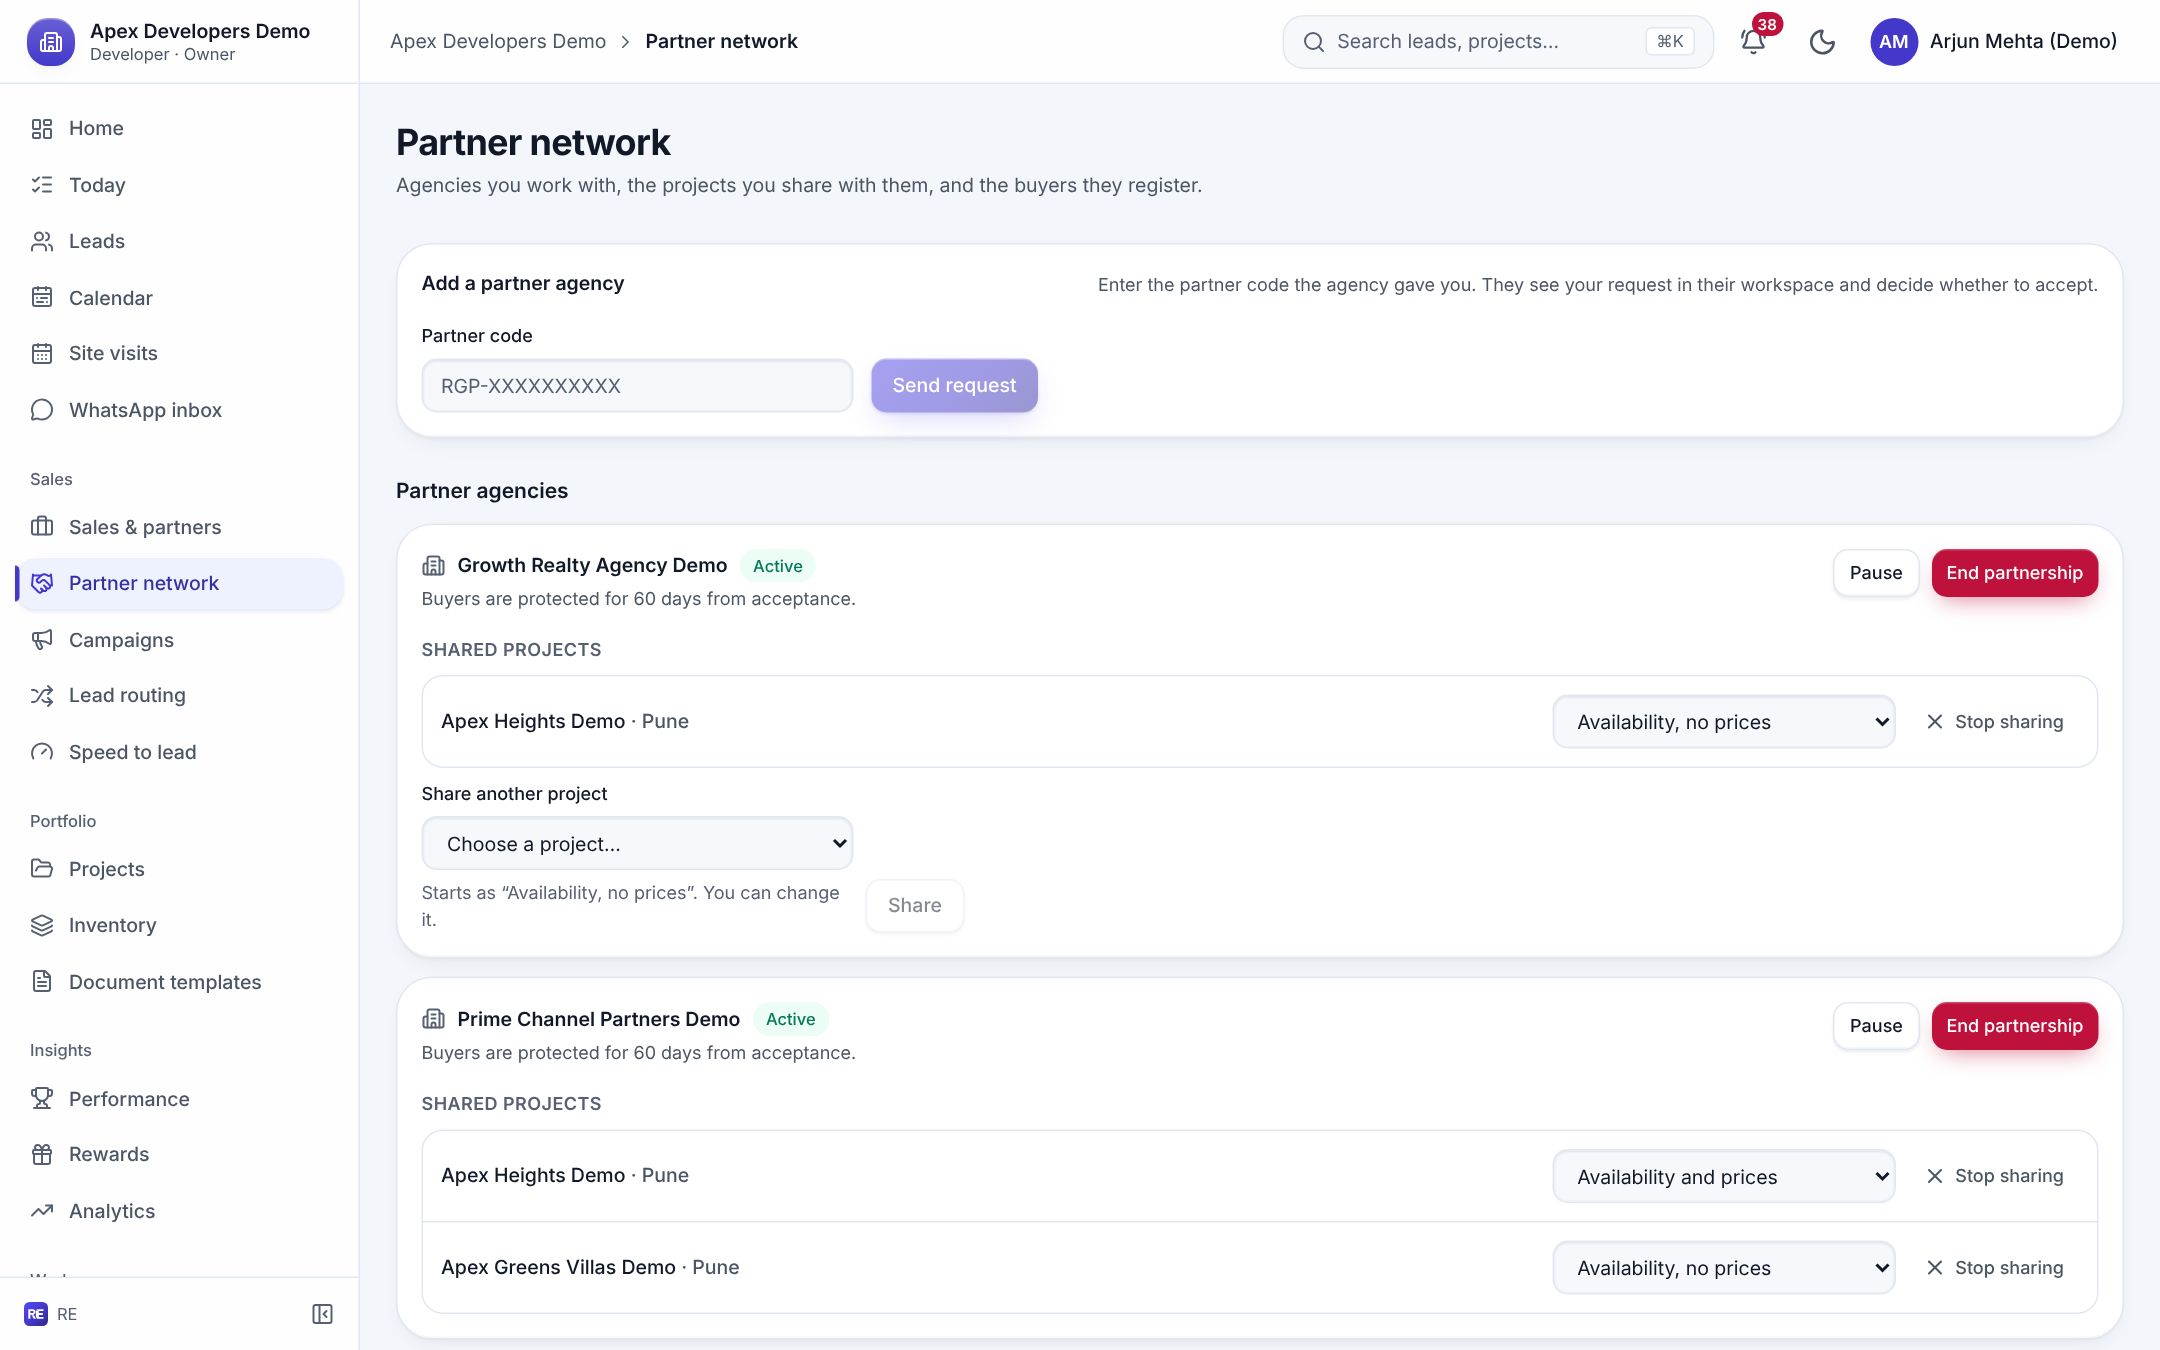 Apex Developers Demo
Developer · Owner
Apex Developers Demo > Partner network
Search leads, projects...
⌘K
38
AM
Arjun Mehta (Demo)
Home
Today
Leads
Calendar
Site visits
WhatsApp inbox
Sales
Sales & partners
Partner network
Campaigns
Lead routing
Speed to lead
Portfolio
Projects
Inventory
Document templates
Insights
Performance
Rewards
Analytics
RE RE
Partner network
Agencies you work with, the projects you share with them, and the buyers they register.
Add a partner agency
Enter the partner code the agency gave you. They see your request in their workspace and decide whether to accept.
Partner code
RGP-XXXXXXXXXX
Send request
Partner agencies
Growth Realty Agency Demo Active
Pause
End partnership
Buyers are protected for 60 days from acceptance.
SHARED PROJECTS
Apex Heights Demo · Pune
Availability, no prices
Stop sharing
Share another project
Choose a project...
Starts as “Availability, no prices”. You can change
it.
Share
Prime Channel Partners Demo Active
Pause
End partnership
Buyers are protected for 60 days from acceptance.
SHARED PROJECTS
Apex Heights Demo · Pune
Availability and prices
Stop sharing
Apex Greens Villas Demo · Pune
Availability, no prices
Stop sharing